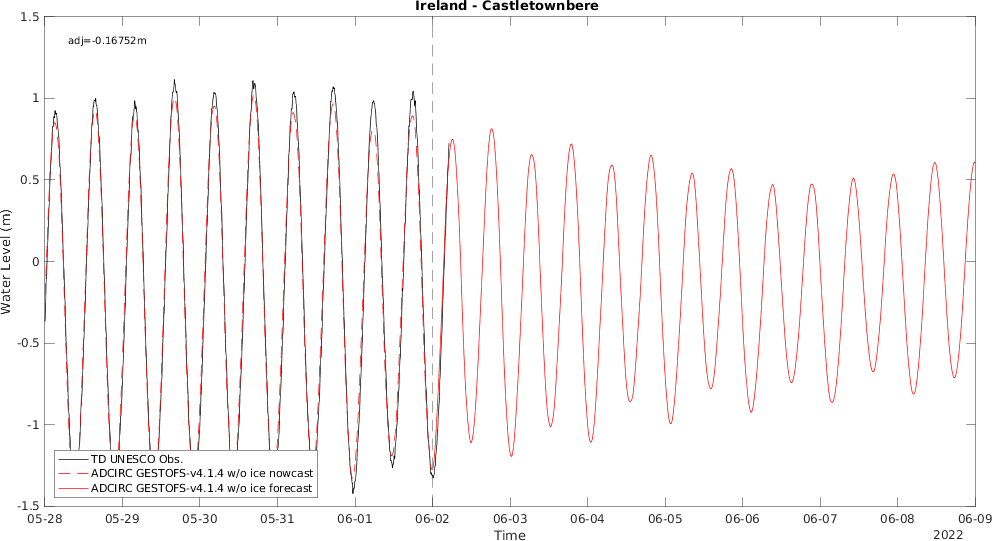 Ireland - Castletownbere
adj=-0.16752m
1.5
1
0.5
0
-0.5
-1
-1.5
Water Level (m)
TD UNESCO Obs.
ADCIRC GESTOFS-v4.1.4 w/o ice nowcast
ADCIRC GESTOFS-v4.1.4 w/o ice forecast
05-28 05-29 05-30 05-31 06-01 06-02 06-03 06-04 06-05 06-06 06-07 06-08 06-09
Time
2022